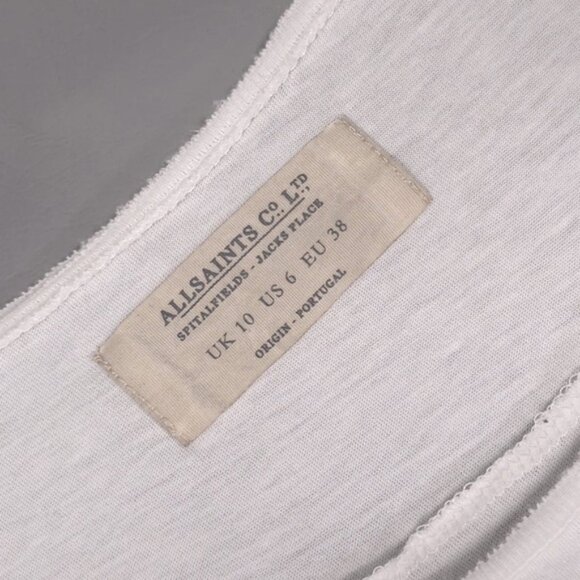 ALLSAINTS Co. LTD.,
SPITALFIELDS - JACKS PLACE
UK 10 US 6 EU 38
ORIGIN - PORTUGAL